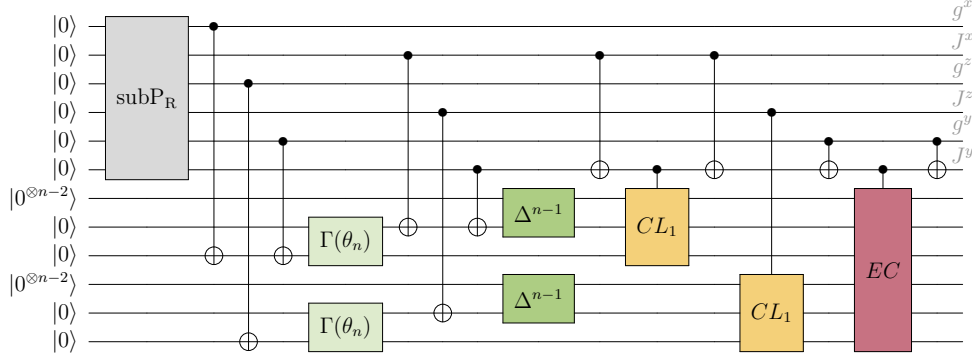 |0⟩ g^x
|0⟩ J^x
|0⟩ g^z
|0⟩ subP_R J^z
|0⟩ g^y
|0⟩ J^y
|0^{⊗n−2}⟩ Δ^{n−1}
|0⟩ Γ(θ_n) CL_1
|0⟩
|0^{⊗n−2}⟩ Δ^{n−1} EC
|0⟩ Γ(θ_n) CL_1
|0⟩